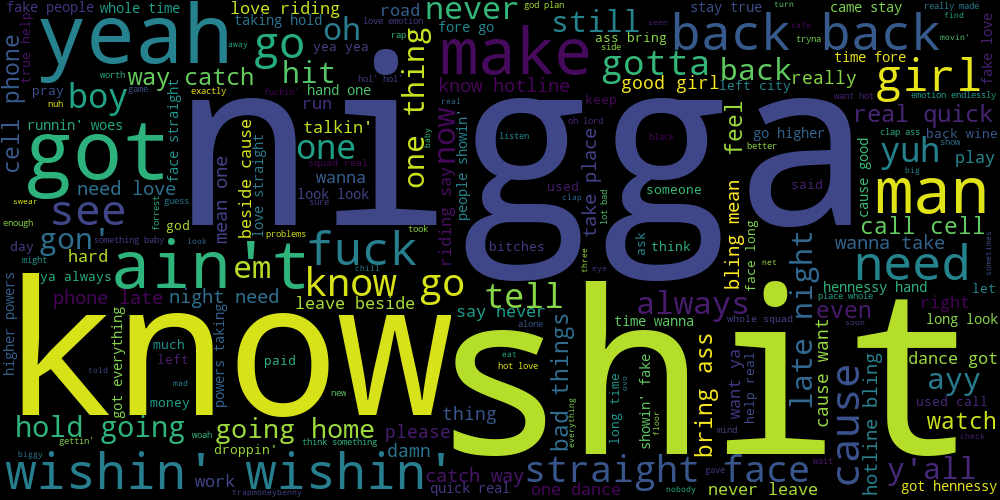 fake people
whole time
love riding
never
god plan
turn
stay true
came stay
really made
find
yeah
taking hold
oh
love emotion
rap
fore go
still
ass bring
side
back
back
safe
tryna
movin'
seen
true help
go
yea yea
away
make
gotta
time fore
fake love
phone
worth
way catch
hit
one thing
know hotline
good girl
back
left city
really
girl
want hot
emotion endlessly
pray
boy
exactly
game
hol' hol'
hand one
nuh
fuckin'
keep
real quick
cell
runnin' woes
face straight
run
talkin'
one
real
now
people showin'
oh lord
black
feel
better
go higher
clap ass
back wine
show
got
nigga
beside cause
love straight
squad real
baby
listen
take place
yuh
play
cause good
big
need love
wanna
look look
sure
riding say
used
clap
someone
lot bad
said
man
swear
see
forrest
guess
mean one
took
bitches
ask
think
bling mean
call cell
enough
god
gon'
something baby
problems
look
day
might
hard
ain't
em
fuck
chill
three
eye
face long
net
wanna take
need
sometimes
ya always
know go
phone late
night need
leave beside
tell
always
late night
place whole
hennessy hand
even
right
let
higher powers
know
shit
say never
alone
time wanna
whole squad
soon
long look
got everything
powers taking
much
left
paid
told
mad
new
money
eat
hot love
bad things
everything
long time
ovo
showin' fake
floor
bring ass
want ya
help real
mind
cause want
cause
hotline bling
dance got
ayy
used call
watch
check
hold going
gettin'
woah
going home
droppin'
think something
please
damn
thing
biggy
wishin' wishin'
work
trapmoneybenny
catch way
quick real
straight face
one dance
nobody
gave
never leave
wait
y'all
got hennessy
road